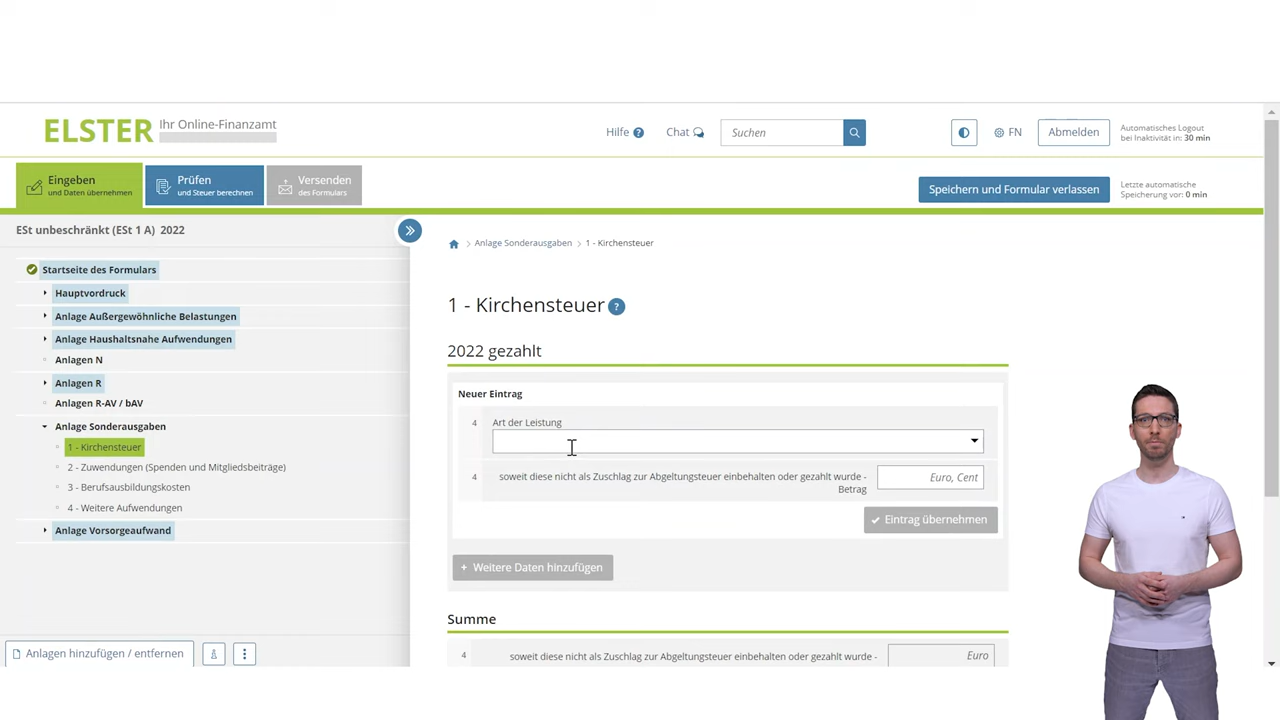 ELSTER
Ihr Online-Finanzamt
Hilfe ?
Chat
Suchen
FN
Abmelden
Automatisches Logout
bei Inaktivität in: 30 min
Eingeben
und Daten übernehmen
Prüfen
und Steuer berechnen
Versenden
des Formulars
Speichern und Formular verlassen
Letzte automatische
Speicherung vor: 0 min
ESt unbeschränkt (ESt 1 A) 2022
Startseite des Formulars
Hauptvordruck
Anlage Außergewöhnliche Belastungen
Anlage Haushaltsnahe Aufwendungen
Anlagen N
Anlagen R
Anlagen R-AV / bAV
Anlage Sonderausgaben
1 - Kirchensteuer
2 - Zuwendungen (Spenden und Mitgliedsbeiträge)
3 - Berufsausbildungskosten
4 - Weitere Aufwendungen
Anlage Vorsorgeaufwand
Anlagen hinzufügen / entfernen
Anlage Sonderausgaben > 1 - Kirchensteuer
1 - Kirchensteuer ?
2022 gezahlt
Neuer Eintrag
4 Art der Leistung
4 soweit diese nicht als Zuschlag zur Abgeltungsteuer einbehalten oder gezahlt wurde -
Betrag
Euro, Cent
Eintrag übernehmen
+ Weitere Daten hinzufügen
Summe
4 soweit diese nicht als Zuschlag zur Abgeltungsteuer einbehalten oder gezahlt wurde -
Euro